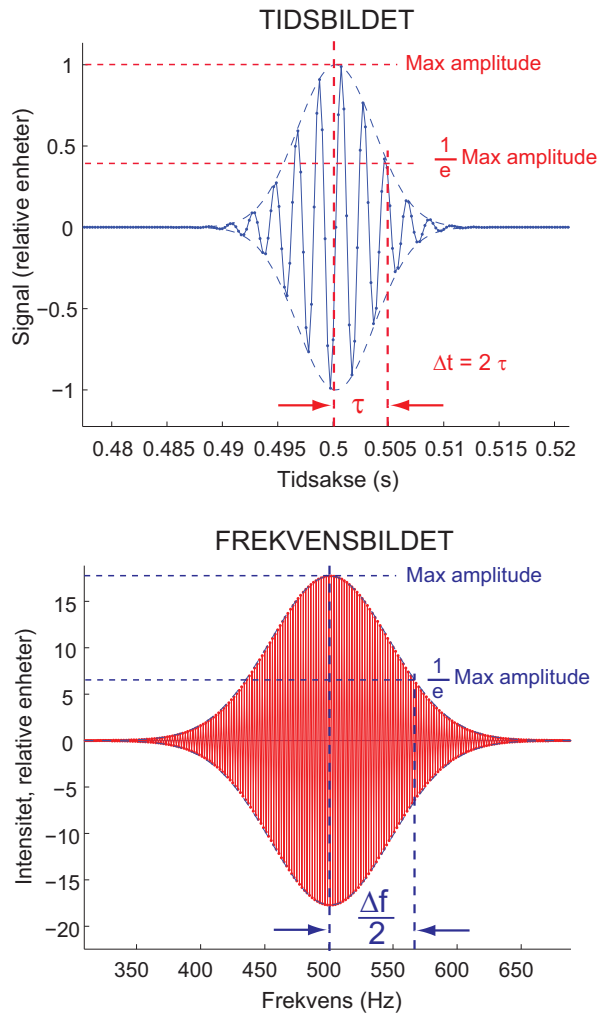 TIDSBILDET
Max amplitude
1/e Max amplitude
Signal (relative enheter)
1
0.5
0
−0.5
−1
Δt = 2 τ
τ
0.48 0.485 0.49 0.495 0.5 0.505 0.51 0.515 0.52
Tidsakse (s)
FREKVENSBILDET
Max amplitude
1/e Max amplitude
Intensitet, relative enheter)
15
10
5
0
−5
−10
−15
−20
Δf/2
350 400 450 500 550 600 650
Frekvens (Hz)